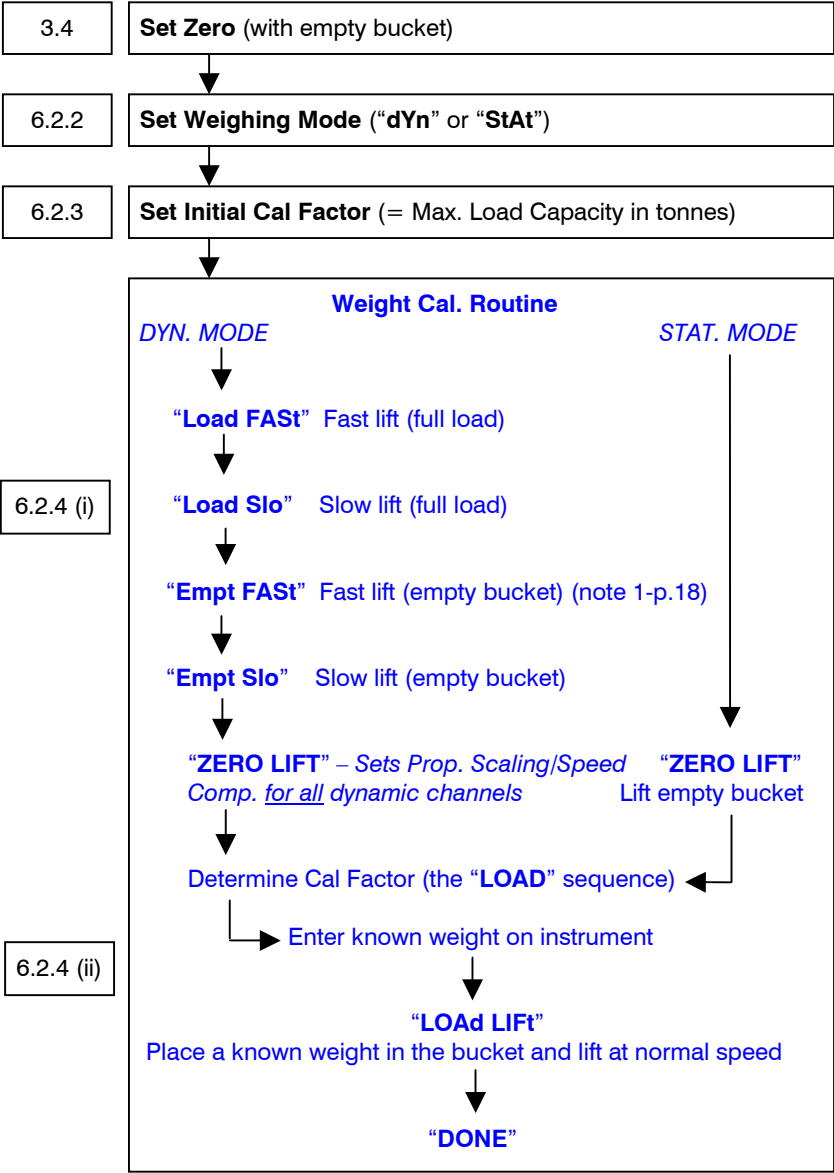 3.4
Set Zero (with empty bucket)
6.2.2
Set Weighing Mode (“dYn” or “StAt”)
6.2.3
Set Initial Cal Factor (= Max. Load Capacity in tonnes)
Weight Cal. Routine
DYN. MODE
STAT. MODE
“Load FASt” Fast lift (full load)
6.2.4 (i)
“Load Slo” Slow lift (full load)
“Empt FASt” Fast lift (empty bucket) (note 1-p.18)
“Empt Slo” Slow lift (empty bucket)
“ZERO LIFT” – Sets Prop. Scaling/Speed
Comp. for all dynamic channels
“ZERO LIFT”
Lift empty bucket
Determine Cal Factor (the “LOAD” sequence)
Enter known weight on instrument
6.2.4 (ii)
“LOAd LIFt”
Place a known weight in the bucket and lift at normal speed
“DONE”